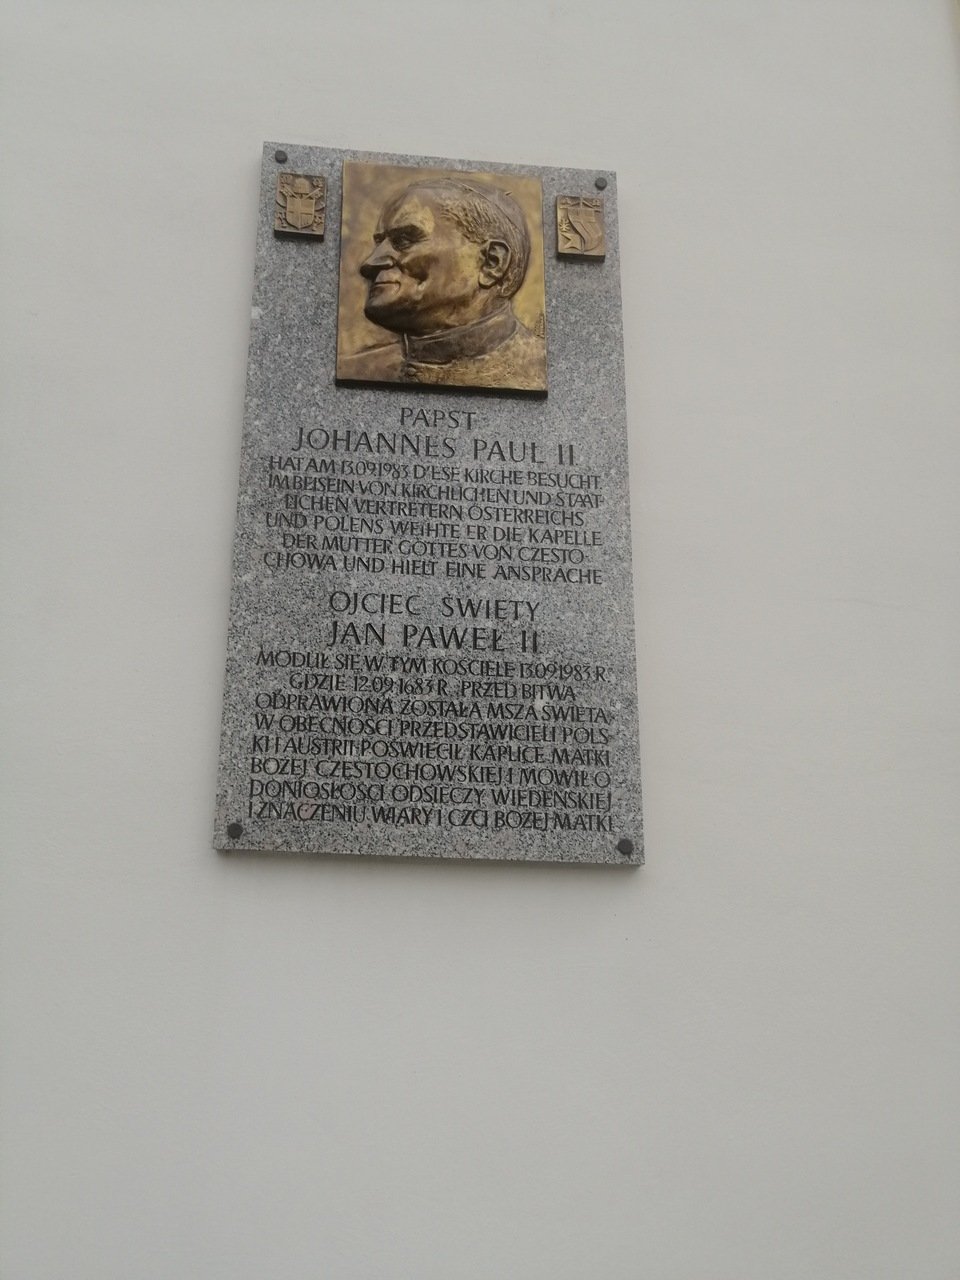 PAPST
JOHANNES PAUL II
HAT AM 13.09.1983 DIESE KIRCHE BESUCHT.
IM BEISEIN VON KIRCHLICHEN UND STAAT-
LICHEN VERTRETERN ÖSTERREICHS
UND POLENS WEIHTE ER DIE KAPELLE
DER MUTTER GOTTES VON CZĘSTO-
CHOWA UND HIELT EINE ANSPRACHE
OJCIEC ŚWIĘTY
JAN PAWEŁ II
MODLIŁ SIĘ W TYM KOŚCIELE 13.09.1983 R.
GDZIE 12.09.1683 R. PRZED BITWĄ
ODPRAWIONA ZOSTAŁA MSZA ŚWIĘTA.
W OBECNOŚCI PRZEDSTAWICIELI POLS-
KI I AUSTRII POŚWIĘCIŁ KAPLICĘ MATKI
BOŻEJ CZĘSTOCHOWSKIEJ I MÓWIŁ O
DONIOSŁOŚCI ODSIECZY WIEDEŃSKIEJ
I ZNACZENIU WIARY I CZCI BOŻEJ MATKI